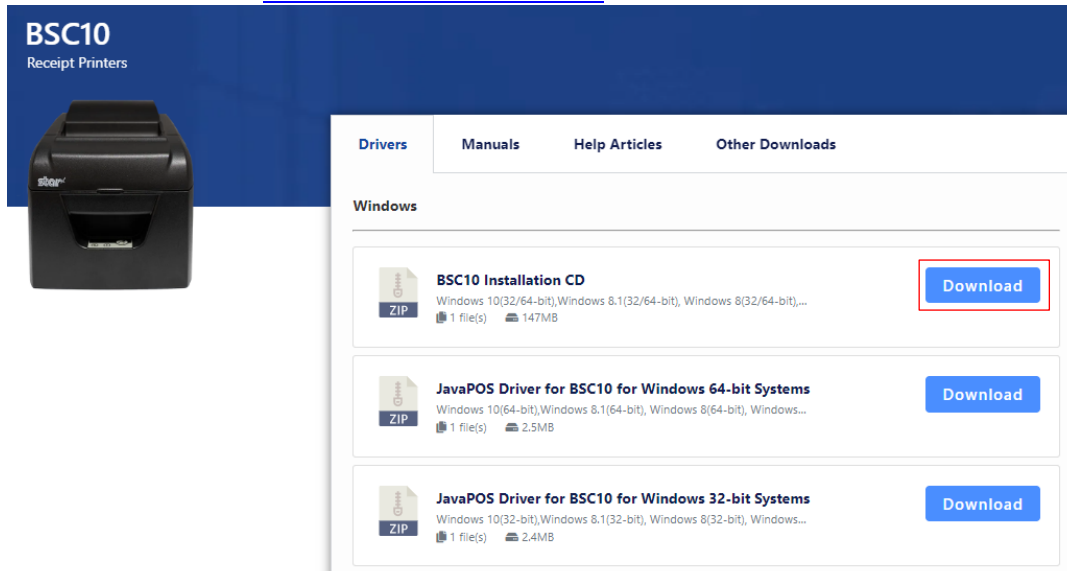 BSC10
Receipt Printers
star
Drivers
Manuals
Help Articles
Other Downloads
Windows
ZIP
BSC10 Installation CD
Windows 10(32/64-bit),Windows 8.1(32/64-bit), Windows 8(32/64-bit),...
1 file(s) 147MB
Download
ZIP
JavaPOS Driver for BSC10 for Windows 64-bit Systems
Windows 10(64-bit),Windows 8.1(64-bit), Windows 8(64-bit), Windows...
1 file(s) 2.5MB
Download
ZIP
JavaPOS Driver for BSC10 for Windows 32-bit Systems
Windows 10(32-bit),Windows 8.1(32-bit), Windows 8(32-bit), Windows...
1 file(s) 2.4MB
Download